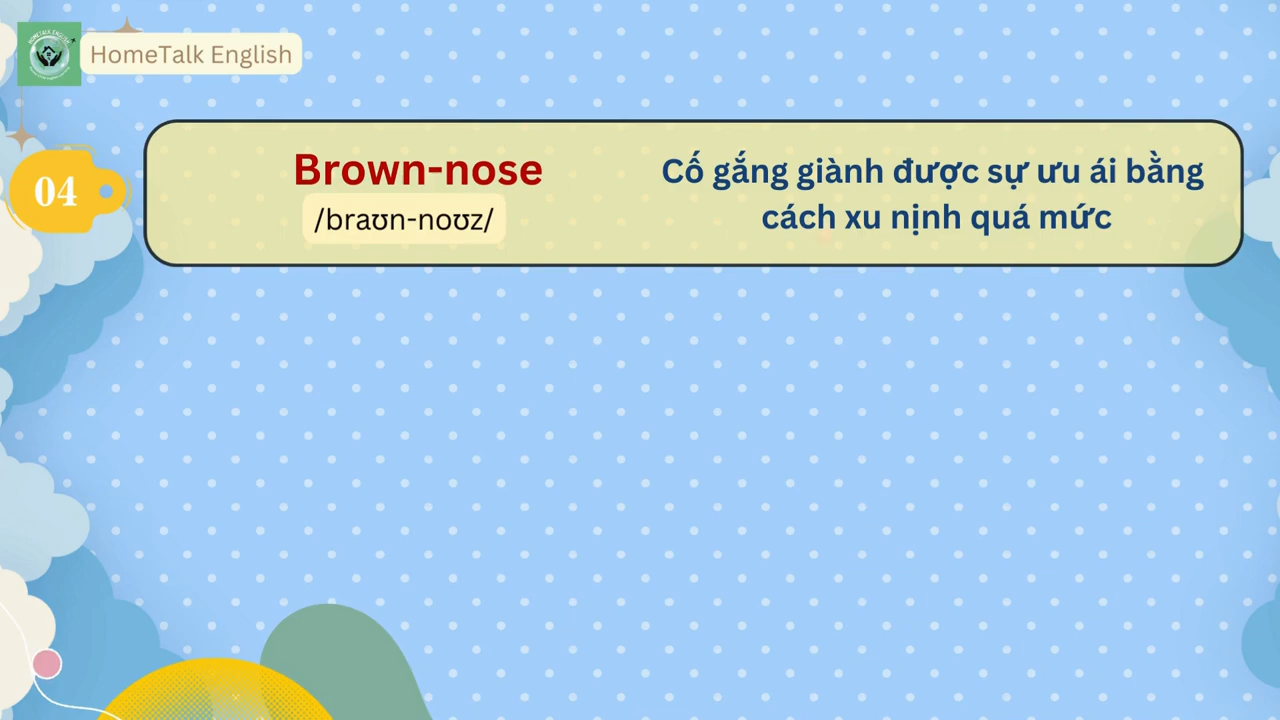 HomeTalk English
04
Brown-nose
/braʊn-noʊz/
Cố gắng giành được sự ưu ái bằng
cách xu nịnh quá mức